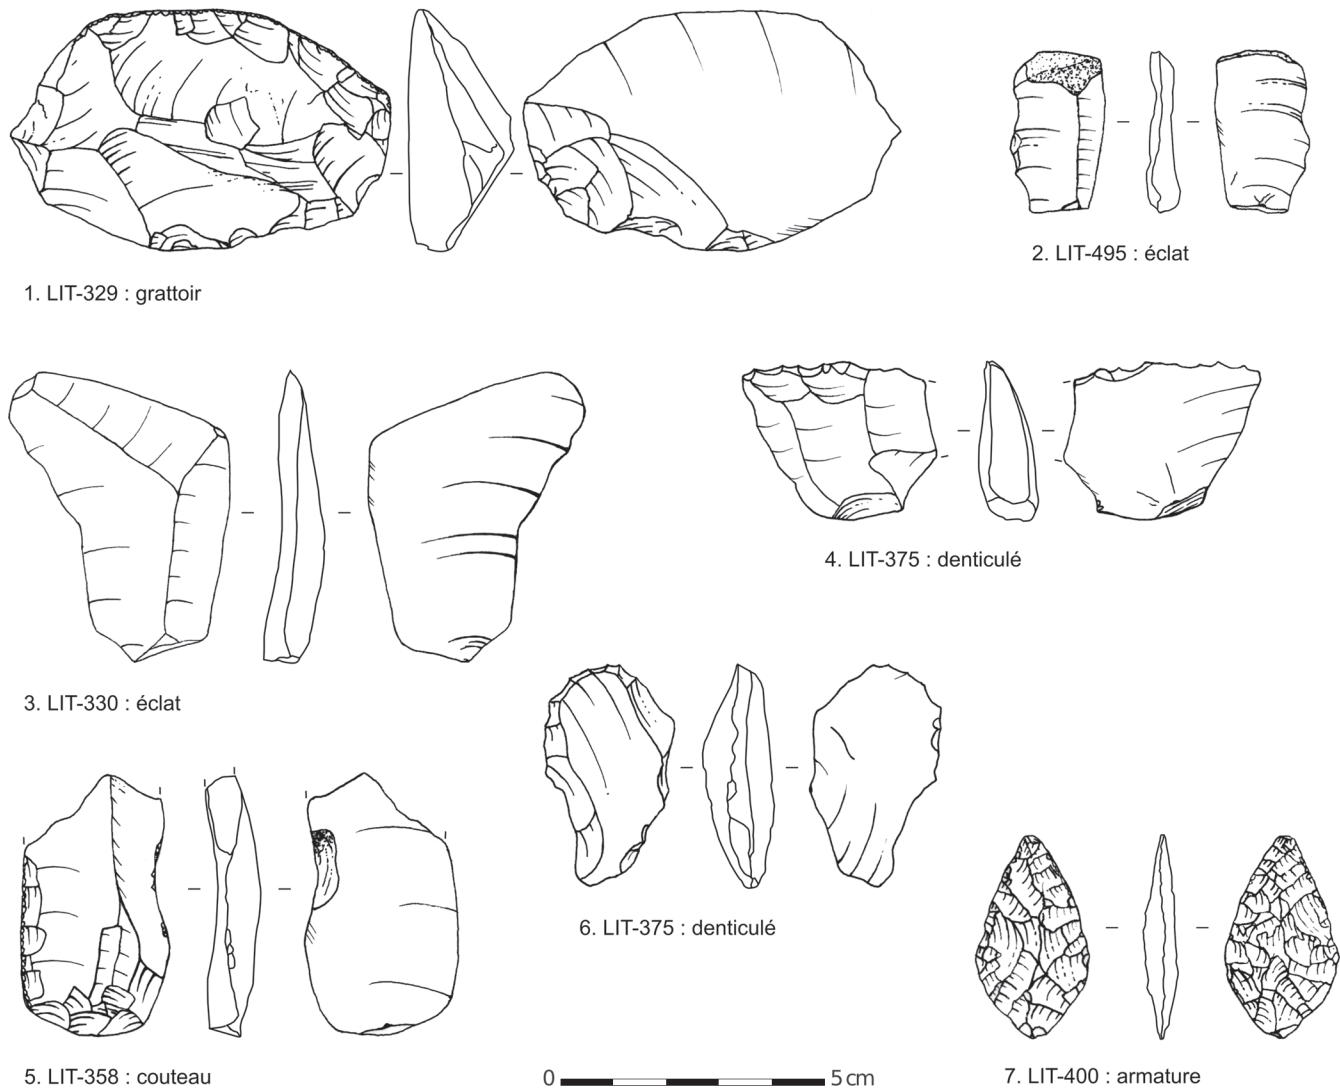 1. LIT-329 : grattoir
2. LIT-495 : éclat
3. LIT-330 : éclat
4. LIT-375 : denticulé
5. LIT-358 : couteau
6. LIT-375 : denticulé
7. LIT-400 : armature
0 5 cm